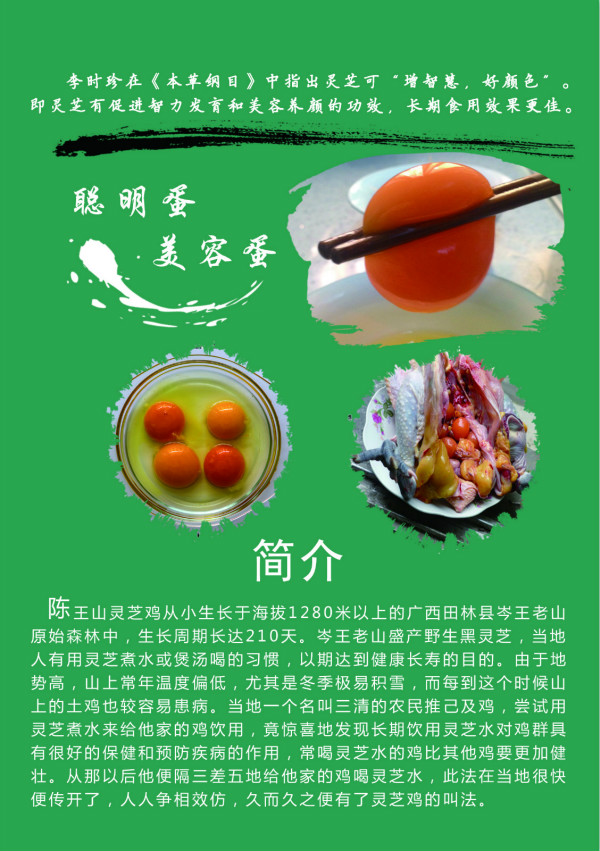 李时珍在《本草纲目》中指出灵芝可“增智慧，好颜色”。
即灵芝有促进智力发育和美容养颜的功效，长期食用效果更佳。
聪明蛋
美容蛋
简介
陈王山灵芝鸡从小生长于海拔1280米以上的广西田林县岑王老山
原始森林中，生长周期长达210天。岑王老山盛产野生黑灵芝，当地
人有用灵芝煮水或煲汤喝的习惯，以期达到健康长寿的目的。由于地
势高，山上常年温度偏低，尤其是冬季极易积雪，而每到这个时候山
上的土鸡也较容易患病。当地一个名叫三清的农民推己及鸡，尝试用
灵芝煮水来给他家的鸡饮用，竟惊喜地发现长期饮用灵芝水对鸡群具
有很好的保健和预防疾病的作用，常喝灵芝水的鸡比其他鸡要更加健
壮。从那以后他便隔三差五地给他家的鸡喝灵芝水，此法在当地很快
便传开了，人人争相效仿，久而久之便有了灵芝鸡的叫法。